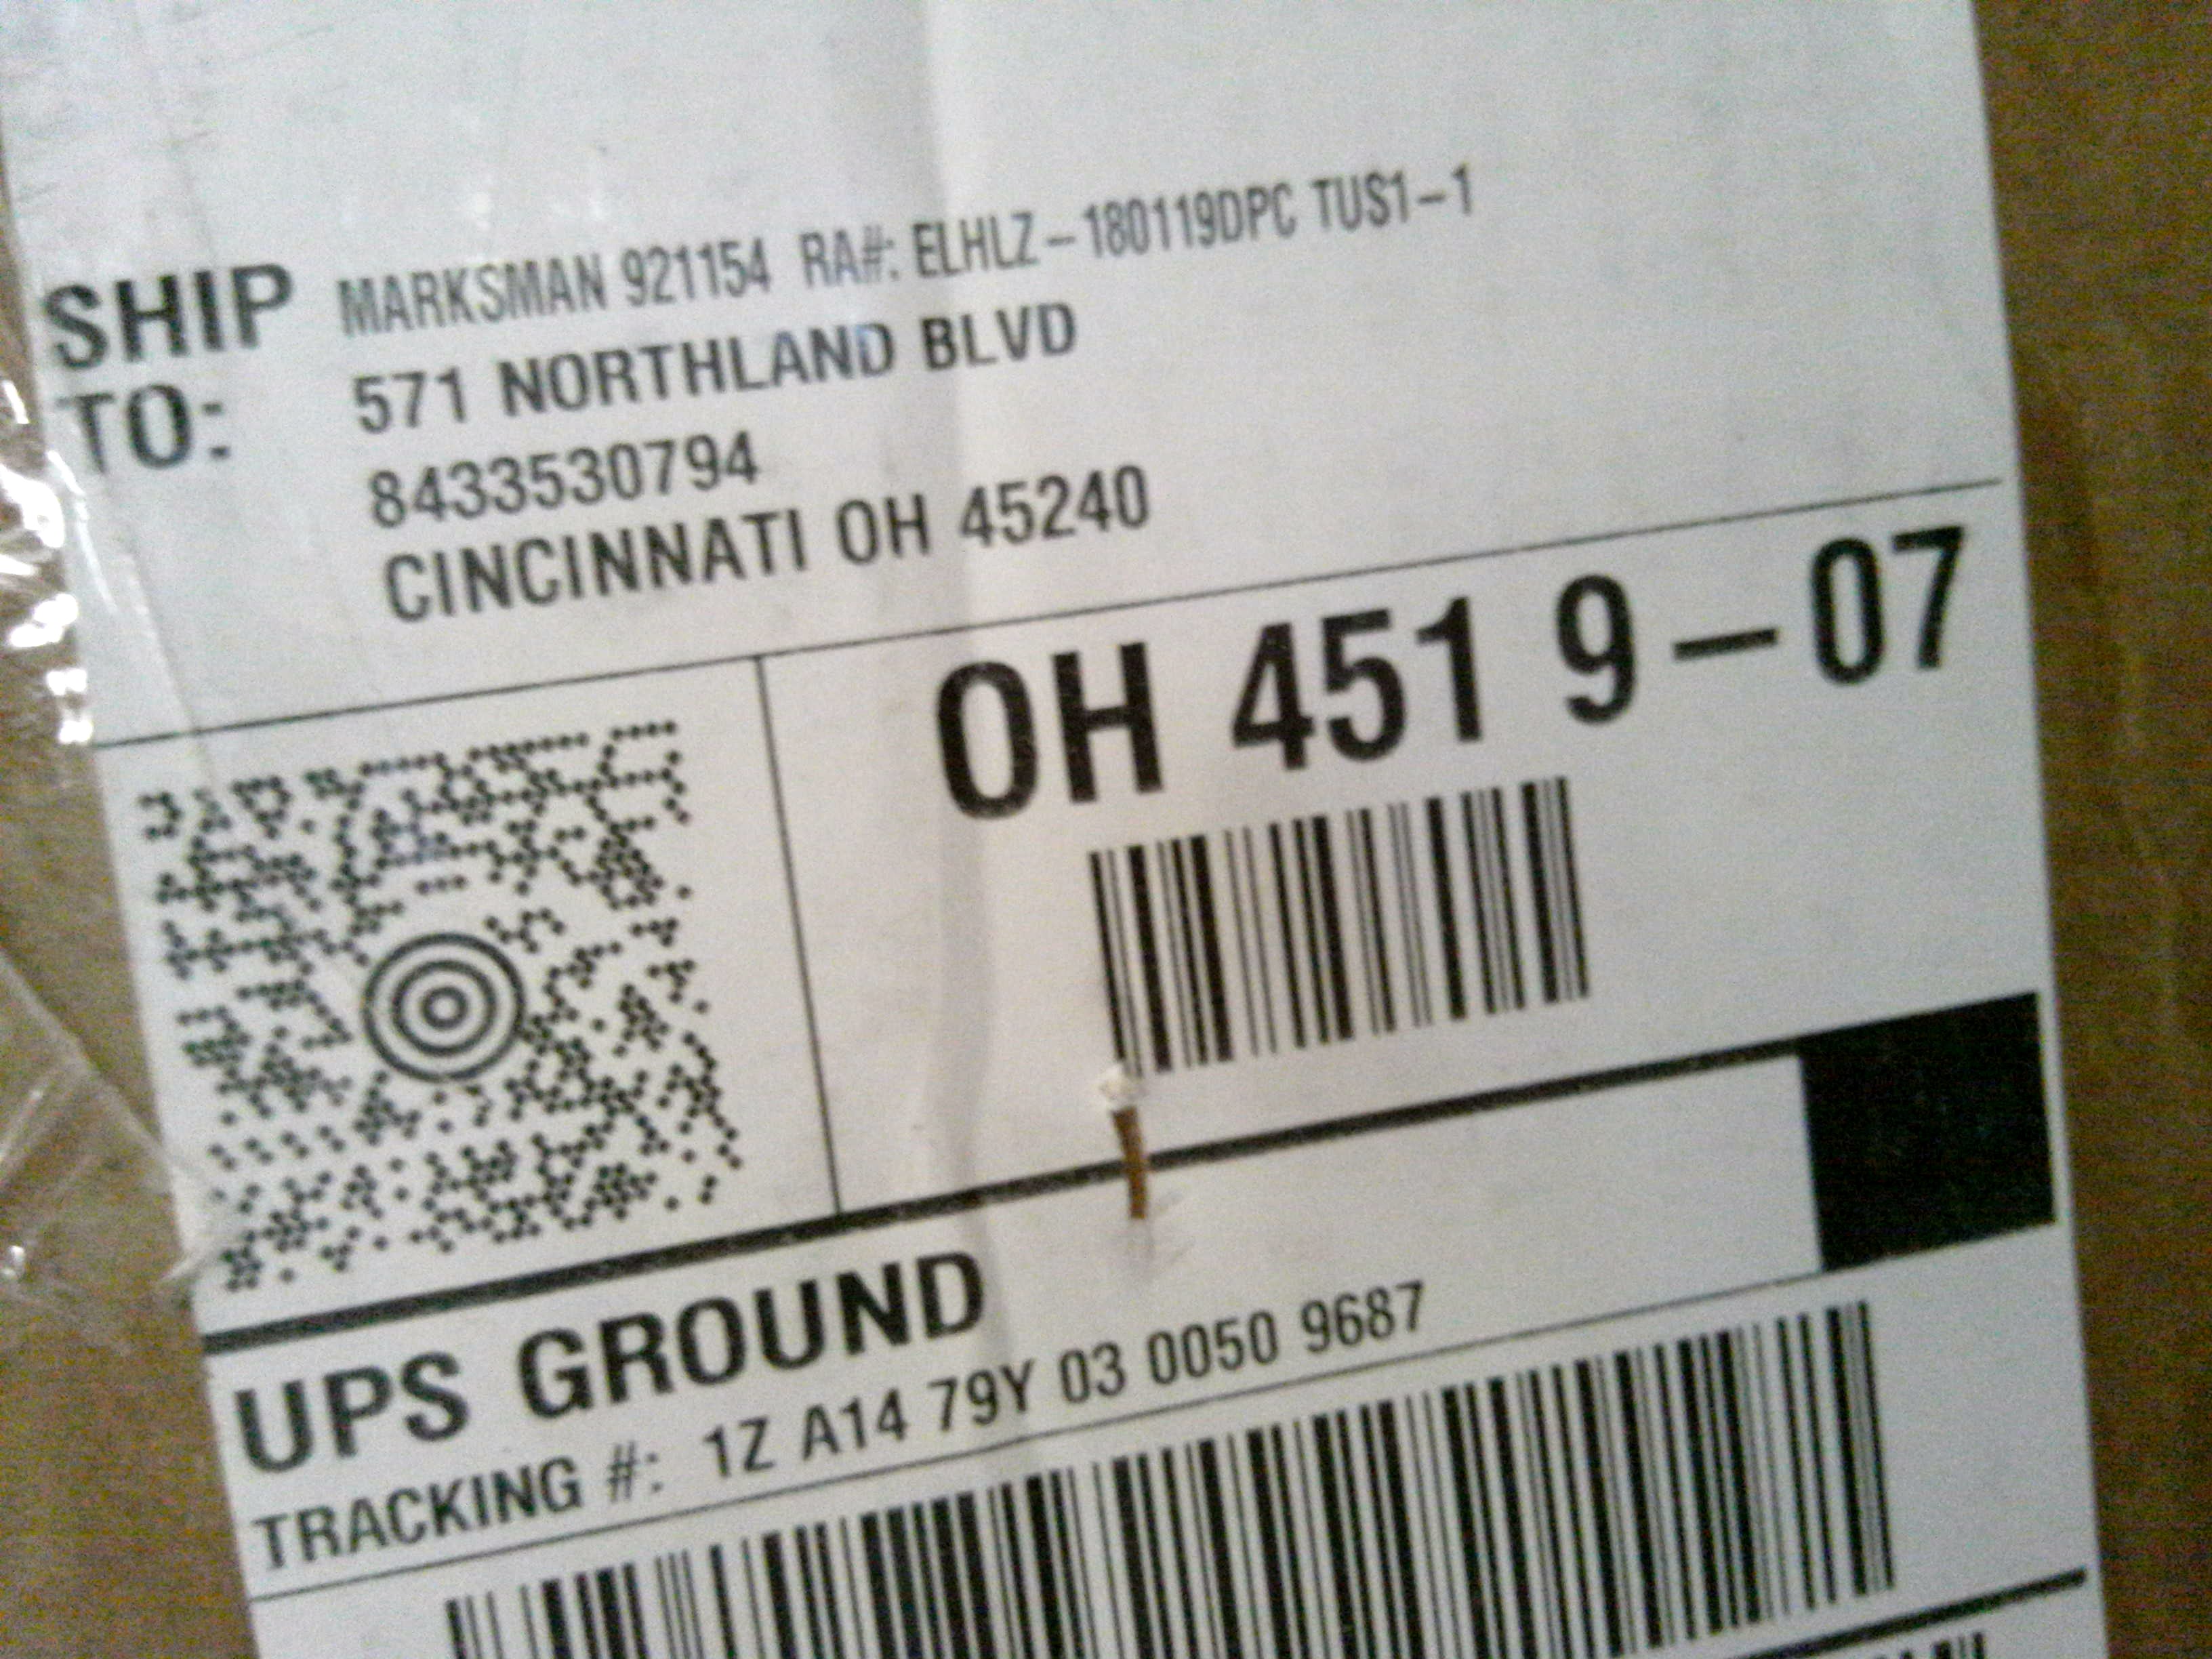 SHIP TO: MARKSMAN 921154 RA#: ELHLZ-180119DPC TUS1-1
571 NORTHLAND BLVD
8433530794
CINCINNATI OH 45240
OH 451 9-07
UPS GROUND
TRACKING #: 1Z A14 79Y 03 0050 9687